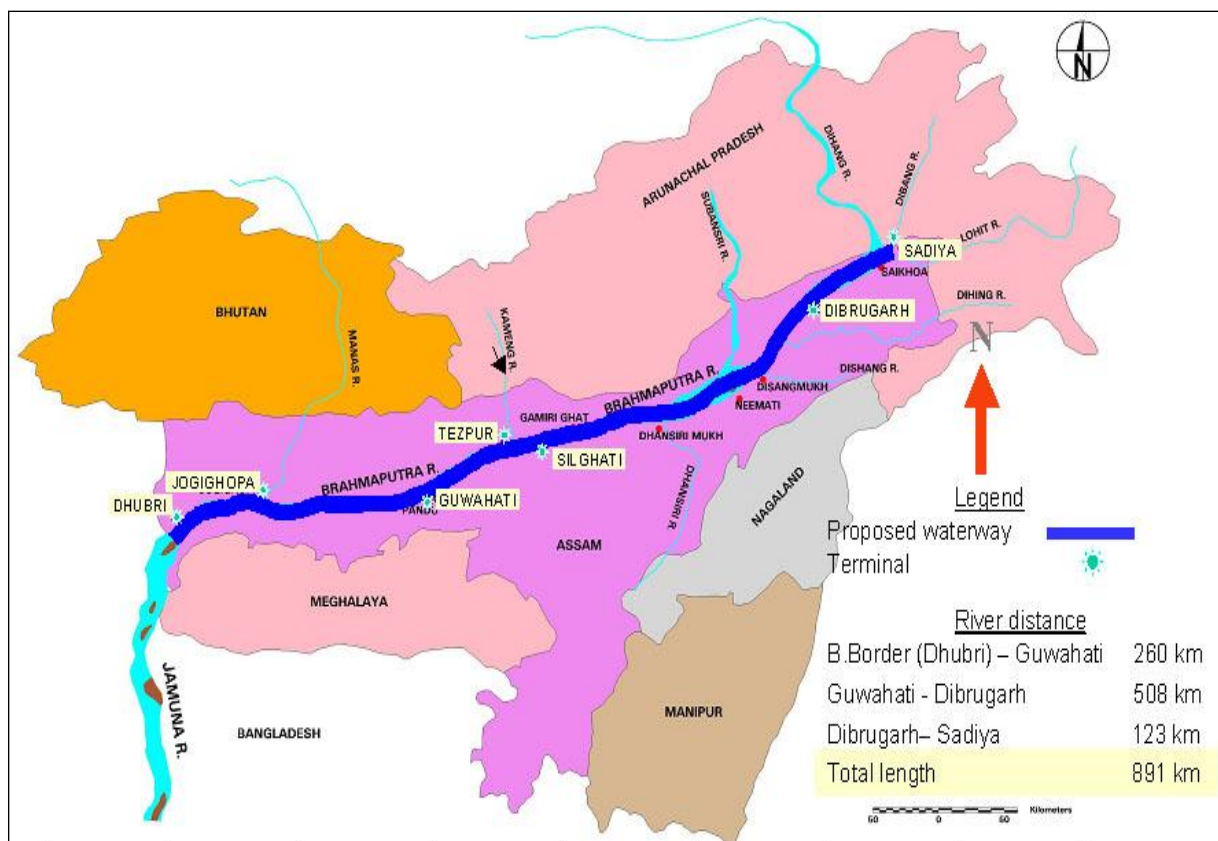 N
ARUNACHAL PRADESH
DIHANG R.
DIBANG R.
SUBANSRI R.
LOHIT R.
SADIYA
SAIKHOA
DIHING R.
DIBRUGARH
BHUTAN
MANAS R.
KAMENG R.
N
DISHANG R.
DISANGMUKH
NEEMATI
BRAHMAPUTRA R.
GAMIRI GHAT
TEZPUR
DHANSIRI MUKH
SILGHATI
BRAHMAPUTRA R.
JOGIGHOPA
DHUBRI
GUWAHATI
PANDU
DHANSIRI R.
NAGALAND
ASSAM
MEGHALAYA
JAMUNA R.
BANGLADESH
MANIPUR
Legend
Proposed waterway
Terminal
River distance
B.Border (Dhubri) – Guwahati 260 km
Guwahati - Dibrugarh 508 km
Dibrugarh– Sadiya 123 km
Total length 891 km
50 0 50 Kilometers